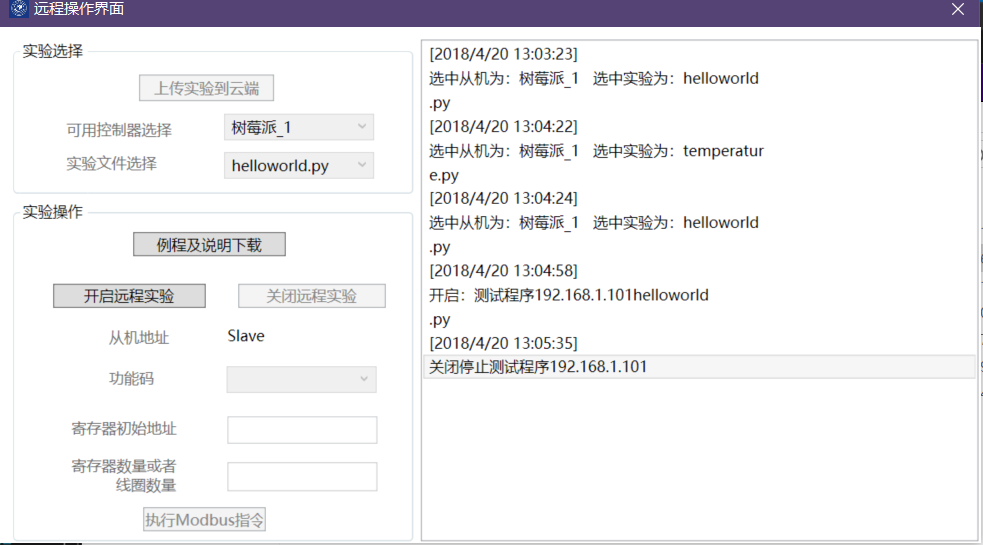 远程操作界面
实验选择
上传实验到云端
可用控制器选择 树莓派_1
实验文件选择 helloworld.py
实验操作
例程及说明下载
开启远程实验 关闭远程实验
从机地址 Slave
功能码
寄存器初始地址
寄存器数量或者
线圈数量
执行Modbus指令
[2018/4/20 13:03:23]
选中从机为：树莓派_1 选中实验为：helloworld
.py
[2018/4/20 13:04:22]
选中从机为：树莓派_1 选中实验为：temperatur
e.py
[2018/4/20 13:04:24]
选中从机为：树莓派_1 选中实验为：helloworld
.py
[2018/4/20 13:04:58]
开启：测试程序192.168.1.101helloworld
.py
[2018/4/20 13:05:35]
关闭停止测试程序192.168.1.101